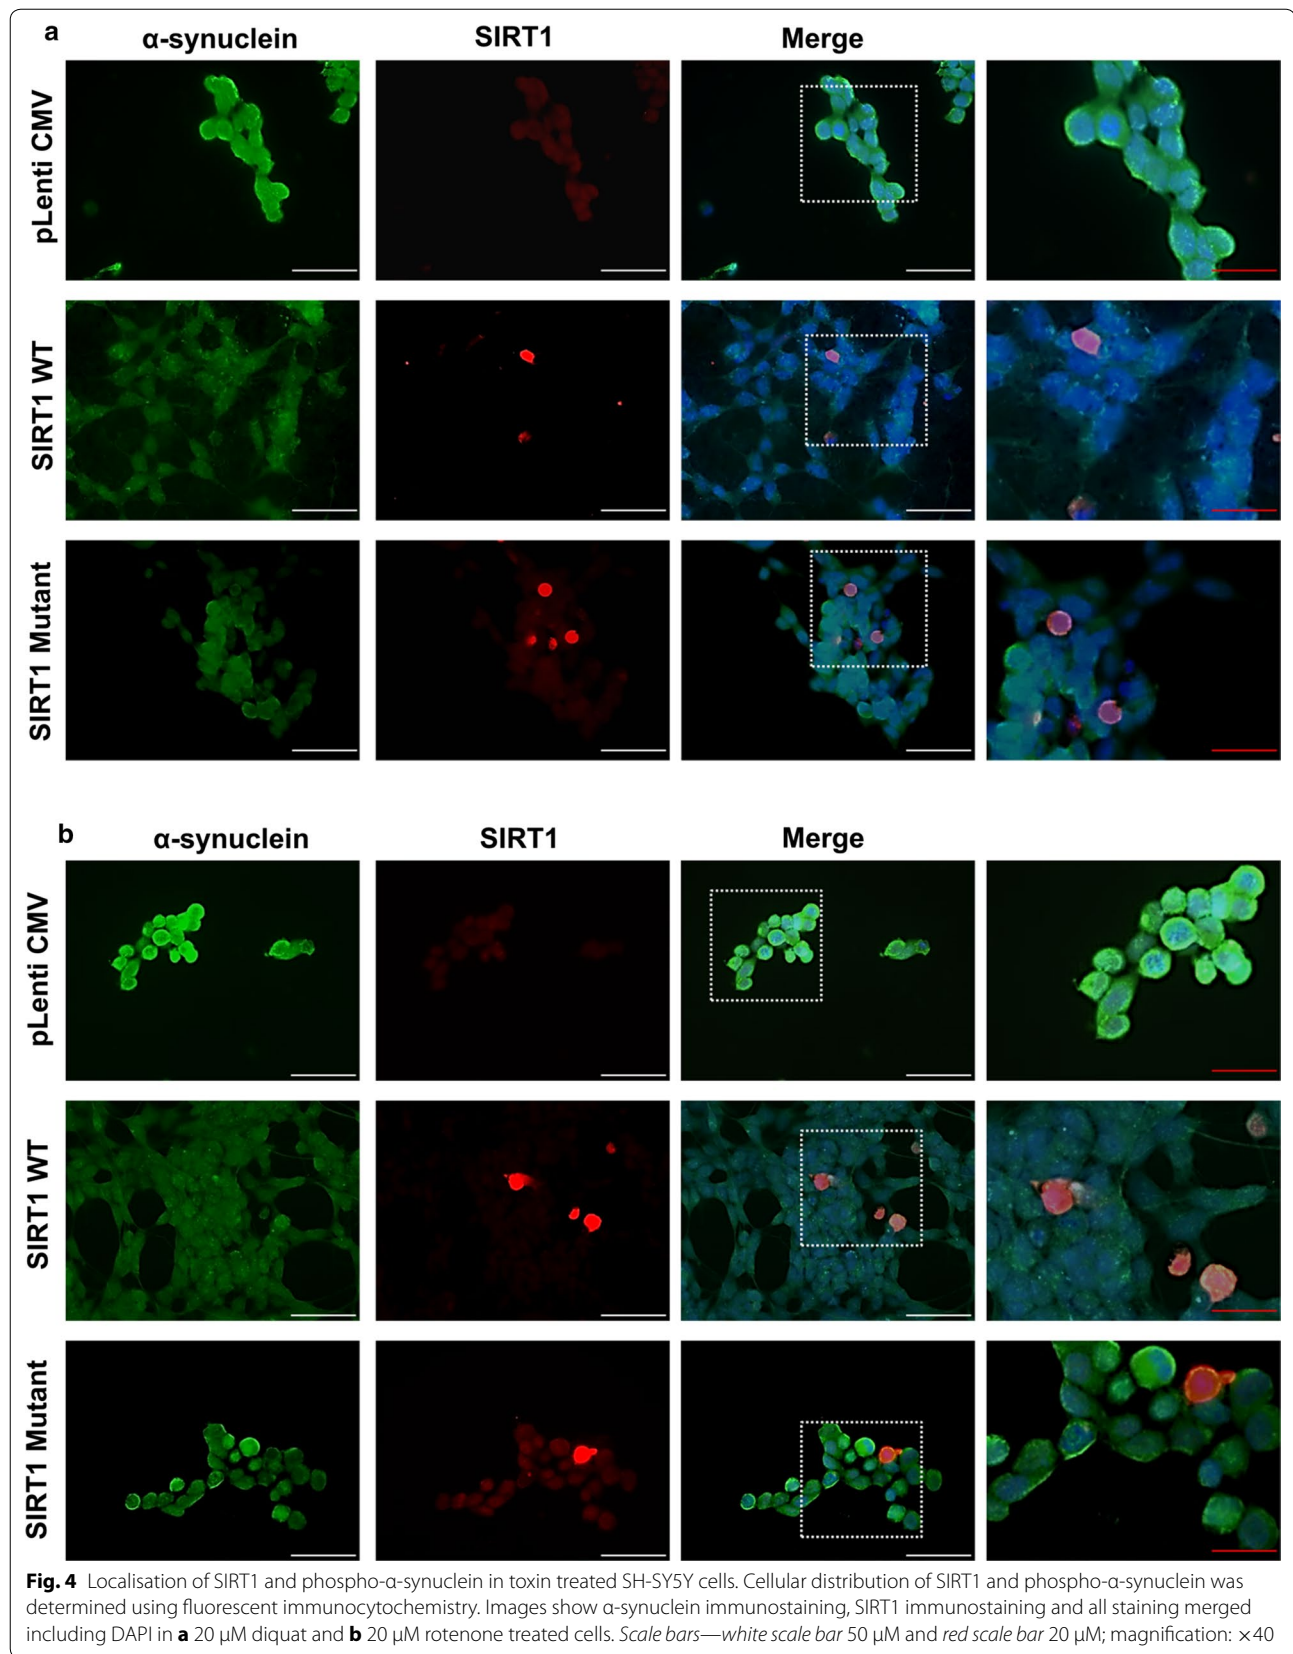 a
α-synuclein SIRT1 Merge
pLenti CMV
SIRT1 WT
SIRT1 Mutant
b
α-synuclein SIRT1 Merge
pLenti CMV
SIRT1 WT
SIRT1 Mutant
Fig. 4 Localisation of SIRT1 and phospho-α-synuclein in toxin treated SH-SY5Y cells. Cellular distribution of SIRT1 and phospho-α-synuclein was
determined using fluorescent immunocytochemistry. Images show α-synuclein immunostaining, SIRT1 immunostaining and all staining merged
including DAPI in a 20 μM diquat and b 20 μM rotenone treated cells. Scale bars—white scale bar 50 μM and red scale bar 20 μM; magnification: ×40